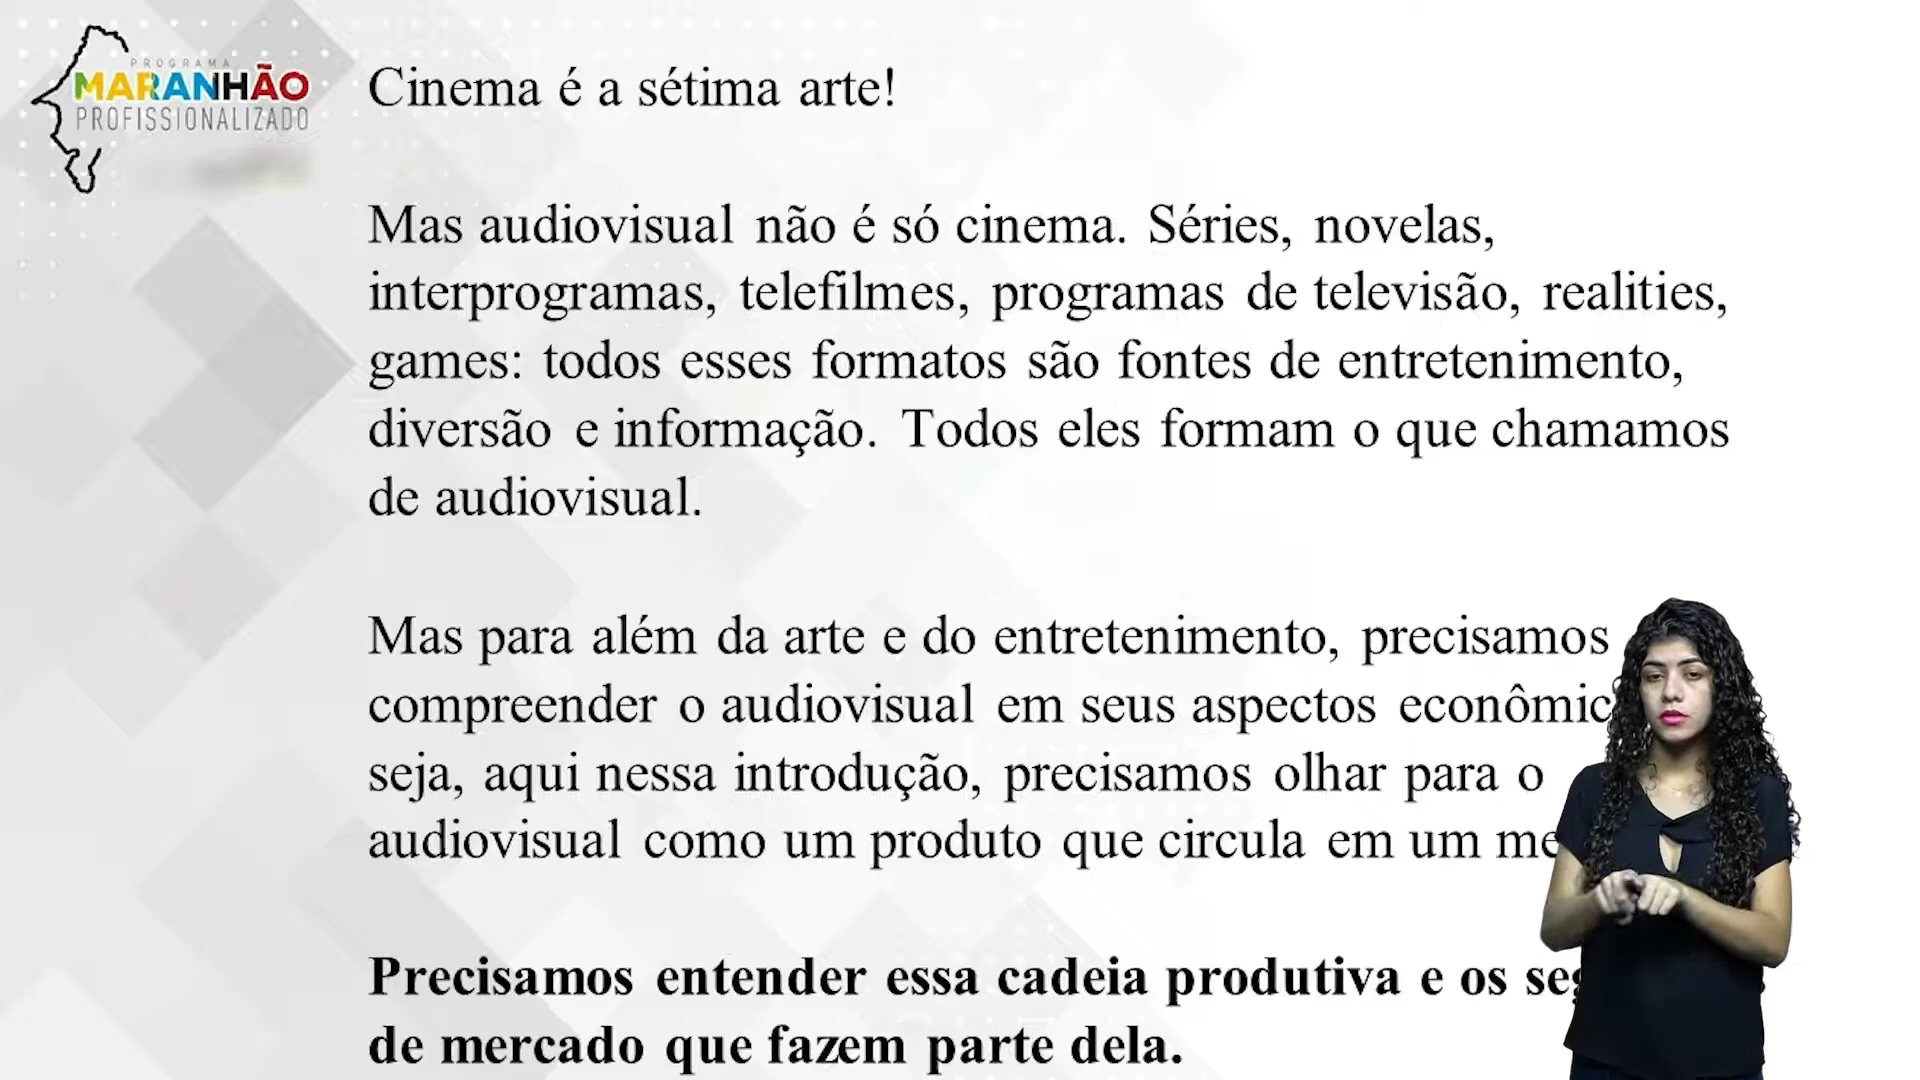 PROGRAMA
MARANHÃO
PROFISSIONALIZADO
Cinema é a sétima arte!
Mas audiovisual não é só cinema. Séries, novelas,
interprogramas, telefilmes, programas de televisão, realities,
games: todos esses formatos são fontes de entretenimento,
diversão e informação. Todos eles formam o que chamamos
de audiovisual.
Mas para além da arte e do entretenimento, precisamos
compreender o audiovisual em seus aspectos
seja, aqui nessa introdução, precisamos olhar para o
audiovisual como um produto que circula em um
Precisamos entender essa cadeia produtiva e os
de mercado que fazem parte dela.